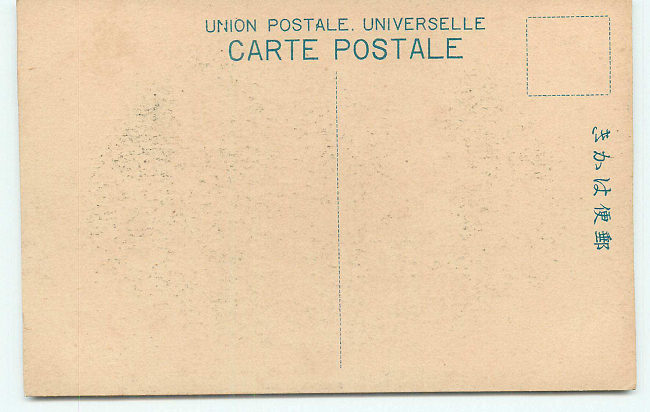 UNION POSTALE. UNIVERSELLE
CARTE POSTALE
郵便はかき